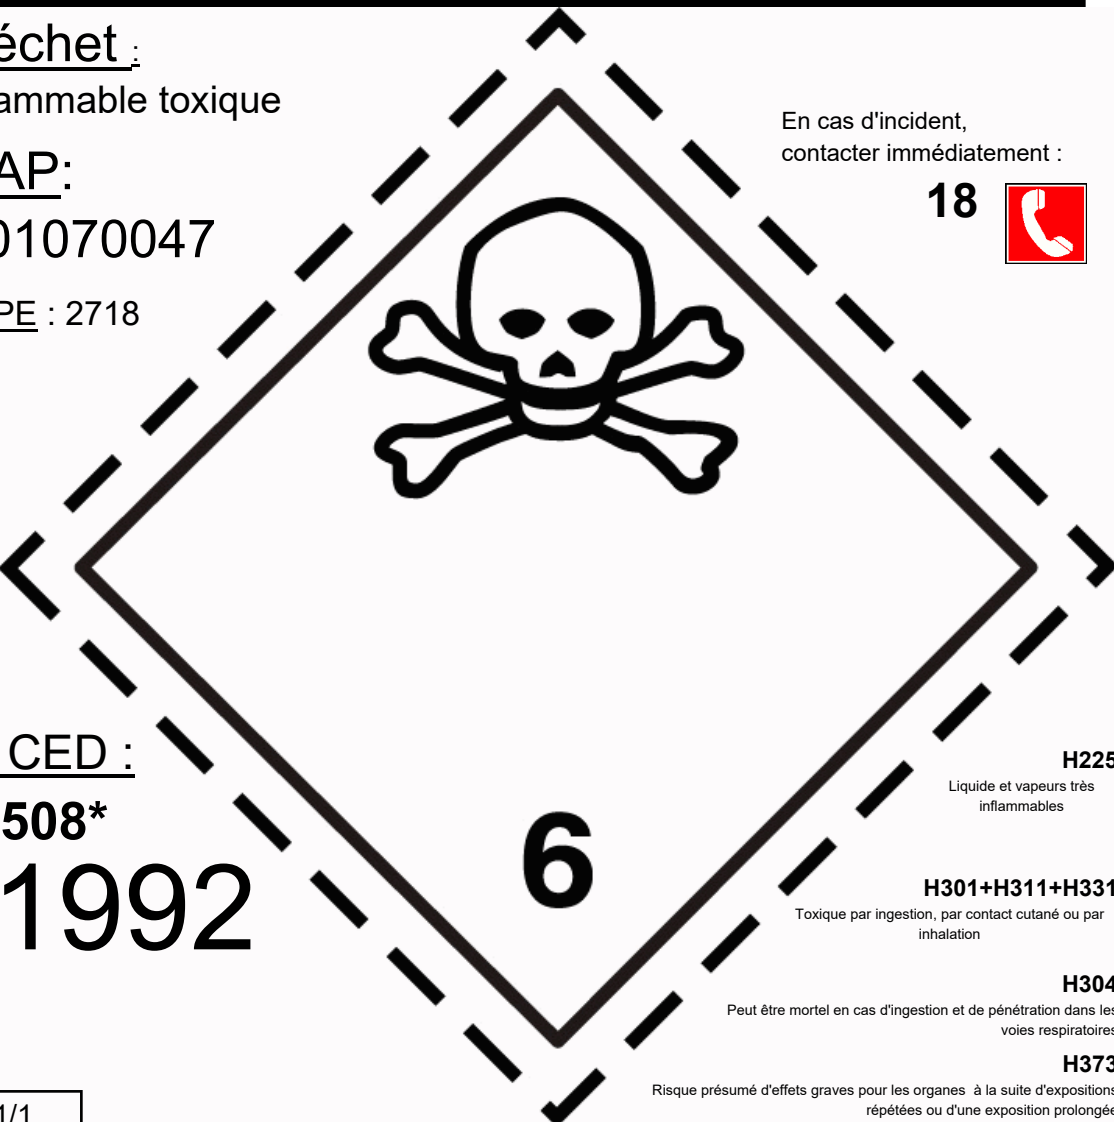 échet :
ammable toxique
AP:
01070047
PE : 2718
En cas d'incident,
contacter immédiatement :
18
6
CED :
508*
1992
1/1
H225
Liquide et vapeurs très
inflammables
H301+H311+H331
Toxique par ingestion, par contact cutané ou par
inhalation
H304
Peut être mortel en cas d'ingestion et de pénétration dans les
voies respiratoires
H373
Risque présumé d'effets graves pour les organes à la suite d'expositions
répétées ou d'une exposition prolongée